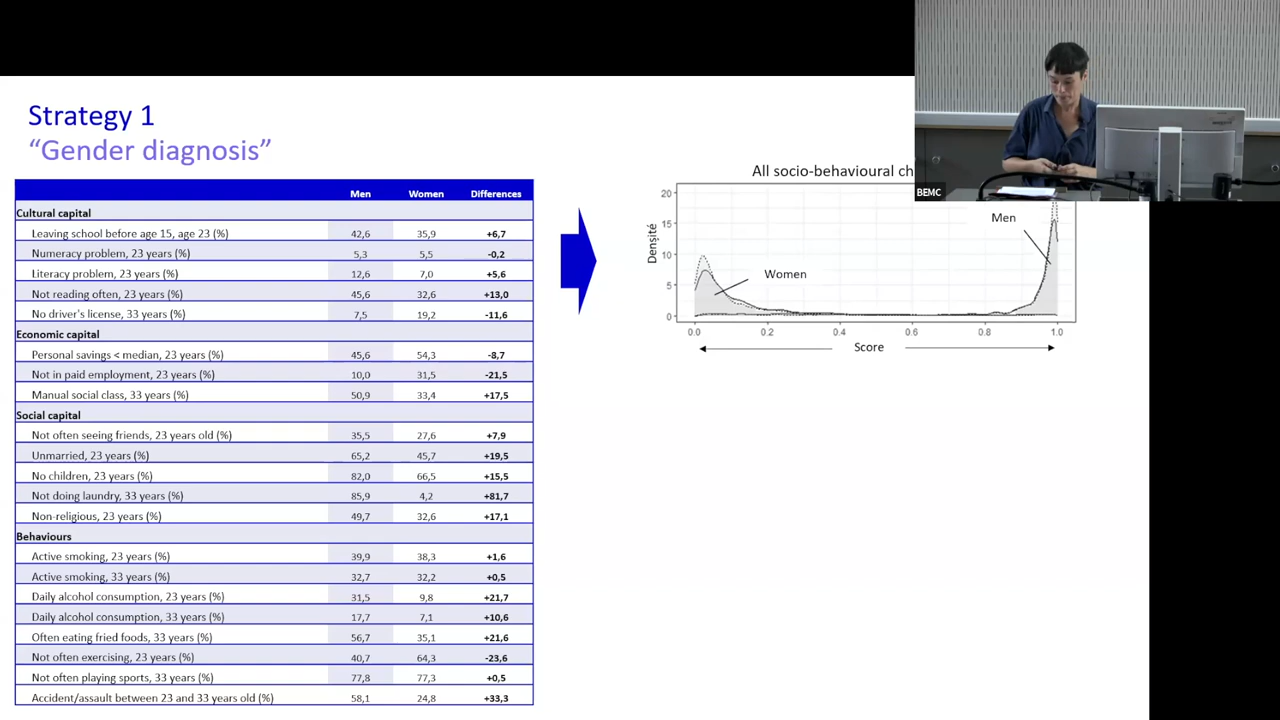 Strategy 1
“Gender diagnosis”
Men Women Differences
Cultural capital
Leaving school before age 15, age 23 (%) 42,6 35,9 +6,7
Numeracy problem, 23 years (%) 5,3 5,5 -0,2
Literacy problem, 23 years (%) 12,6 7,0 +5,6
Not reading often, 23 years (%) 45,6 32,6 +13,0
No driver's license, 33 years (%) 7,5 19,2 -11,6
Economic capital
Personal savings < median, 23 years (%) 45,6 54,3 -8,7
Not in paid employment, 23 years (%) 10,0 31,5 -21,5
Manual social class, 33 years (%) 50,9 33,4 +17,5
Social capital
Not often seeing friends, 23 years old (%) 35,5 27,6 +7,9
Unmarried, 23 years (%) 65,2 45,7 +19,5
No children, 23 years (%) 82,0 66,5 +15,5
Not doing laundry, 33 years (%) 85,9 4,2 +81,7
Non-religious, 23 years (%) 49,7 32,6 +17,1
Behaviours
Active smoking, 23 years (%) 39,9 38,3 +1,6
Active smoking, 33 years (%) 32,7 32,2 +0,5
Daily alcohol consumption, 23 years (%) 31,5 9,8 +21,7
Daily alcohol consumption, 33 years (%) 17,7 7,1 +10,6
Often eating fried foods, 33 years (%) 56,7 35,1 +21,6
Not often exercising, 23 years (%) 40,7 64,3 -23,6
Not often playing sports, 33 years (%) 77,8 77,3 +0,5
Accident/assault between 23 and 33 years old (%) 58,1 24,8 +33,3
All socio-behavioural ch
Densité
20
15
10
5
0
Men
Women
0.0 0.2 0.4 0.6 0.8 1.0
Score
BEMC